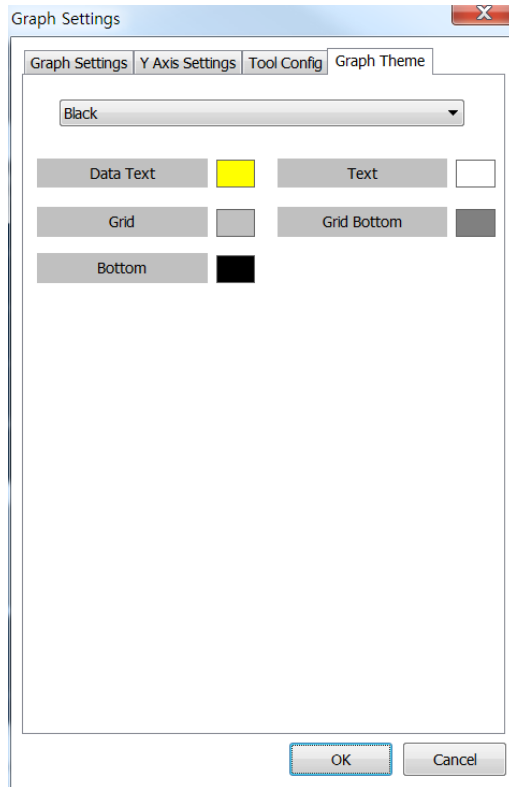 Graph Settings
X
Graph Settings Y Axis Settings Tool Config Graph Theme
Black
Data Text Text
Grid Grid Bottom
Bottom
OK Cancel